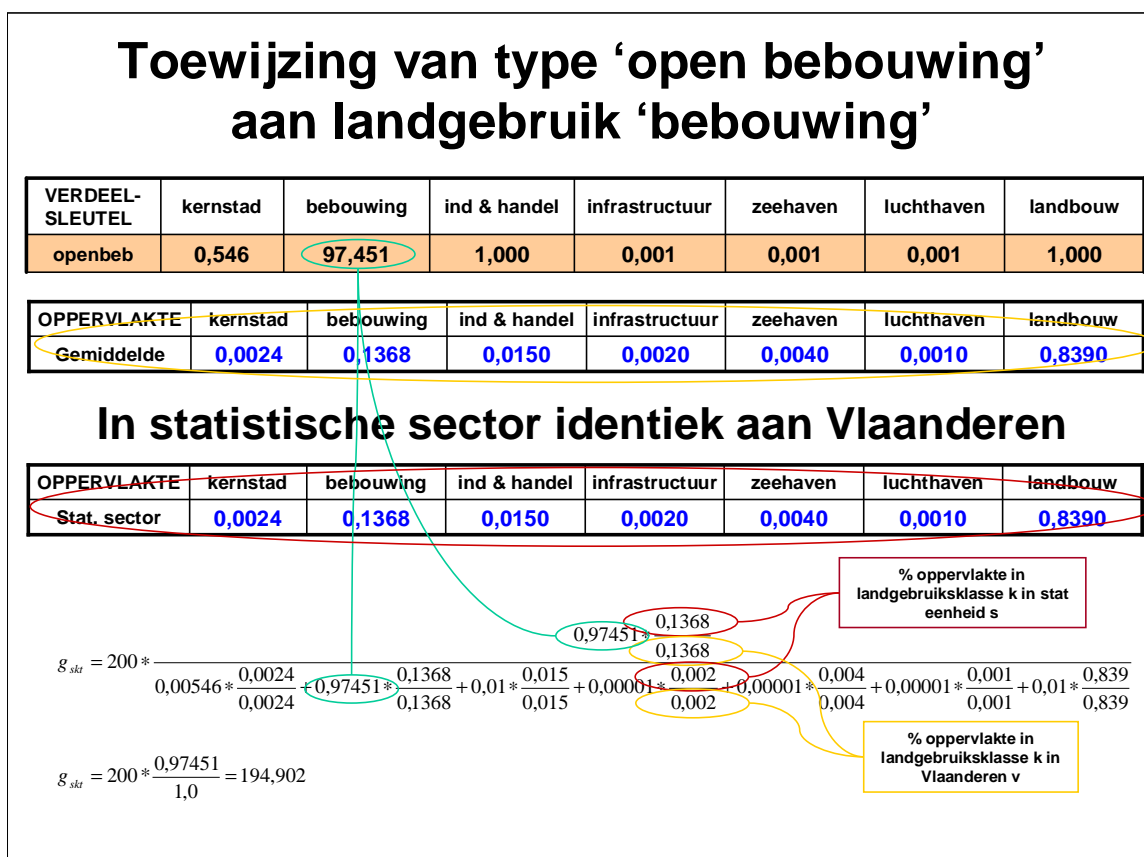 Toewijzing van type ‘open bebouwing’
aan landgebruik ‘bebouwing’
VERDEEL-SLEUTEL kernstad bebouwing ind & handel infrastructuur zeehaven luchthaven landbouw
openbeb 0,546 97,451 1,000 0,001 0,001 0,001 1,000
OPPERVLAKTE kernstad bebouwing ind & handel infrastructuur zeehaven luchthaven landbouw
Gemiddelde 0,0024 0,1368 0,0150 0,0020 0,0040 0,0010 0,8390
In statistische sector identiek aan Vlaanderen
OPPERVLAKTE kernstad bebouwing ind & handel infrastructuur zeehaven luchthaven landbouw
Stat. sector 0,0024 0,1368 0,0150 0,0020 0,0040 0,0010 0,8390
% oppervlakte in
landgebruiksklasse k in stat
eenheid s
0,1368
0,97451*
0,1368
g skt = 200 *
0,0024 0,1368 0,015 0,002 0,004 0,001 0,839
0,00546 * + 0,97451 * + 0,01 * + 0,00001 * + 0,00001 * + 0,00001 * + 0,01 *
0,0024 0,1368 0,015 0,002 0,004 0,001 0,839
% oppervlakte in
landgebruiksklasse k in
Vlaanderen v
0,97451
g skt = 200 * = 194,902
1,0